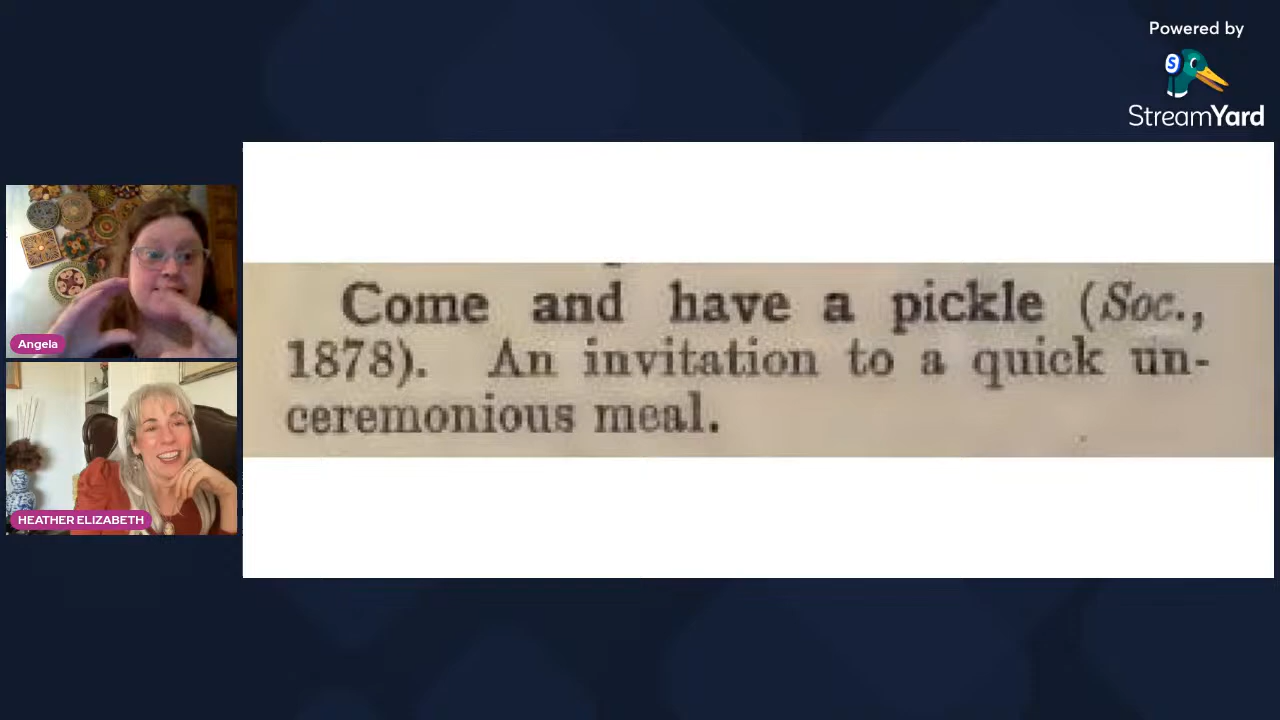 Powered by
StreamYard
Come and have a pickle (Soc.,
1878). An invitation to a quick un-
ceremonious meal.
Angela
HEATHER ELIZABETH